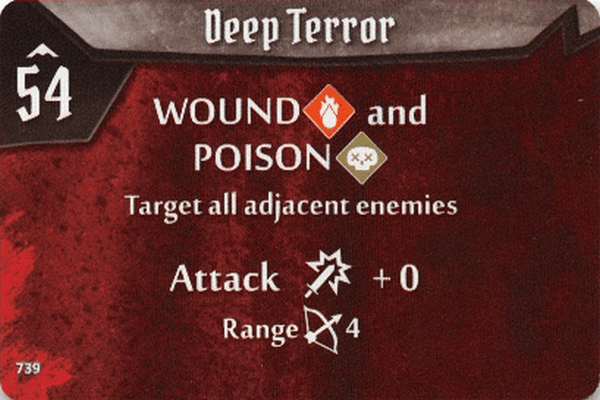 Deep Terror
54
WOUND and
POISON
Target all adjacent enemies
Attack + 0
Range 4
739